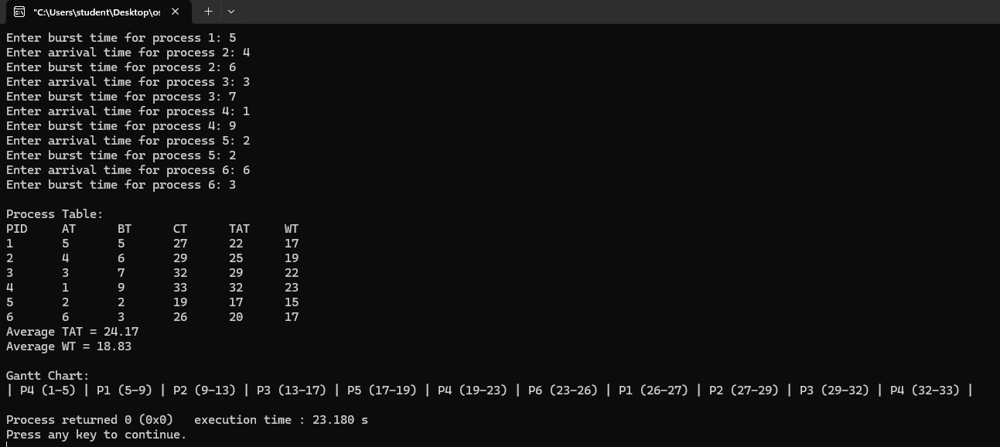 "C:\Users\student\Desktop\os
Enter burst time for process 1: 5
Enter arrival time for process 2: 4
Enter burst time for process 2: 6
Enter arrival time for process 3: 3
Enter burst time for process 3: 7
Enter arrival time for process 4: 1
Enter burst time for process 4: 9
Enter arrival time for process 5: 2
Enter burst time for process 5: 2
Enter arrival time for process 6: 6
Enter burst time for process 6: 3
Process Table:
PID AT BT CT TAT WT
1 5 5 27 22 17
2 4 6 29 25 19
3 3 7 32 29 22
4 1 9 33 32 23
5 2 2 19 17 15
6 6 3 26 20 17
Average TAT = 24.17
Average WT = 18.83
Gantt Chart:
| P4 (1-5) | P1 (5-9) | P2 (9-13) | P3 (13-17) | P5 (17-19) | P4 (19-23) | P6 (23-26) | P1 (26-27) | P2 (27-29) | P3 (29-32) | P4 (32-33) |
Process returned 0 (0x0) execution time : 23.180 s
Press any key to continue.